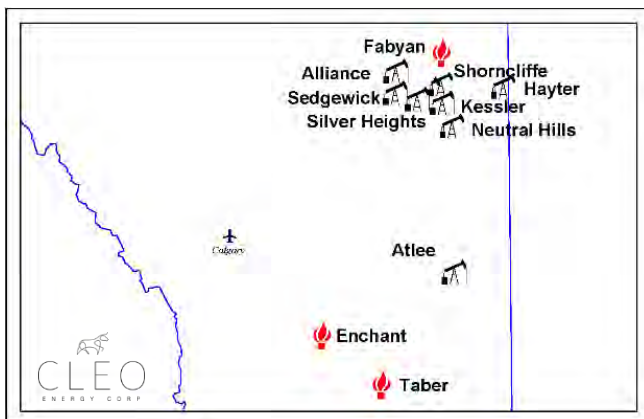 Fabyan
Alliance
Shorncliffe
Sedgewick
Hayter
Kessler
Silver Heights
Neutral Hills
Calgary
Atlee
Enchant
Taber
CLEO
ENERGY CORP